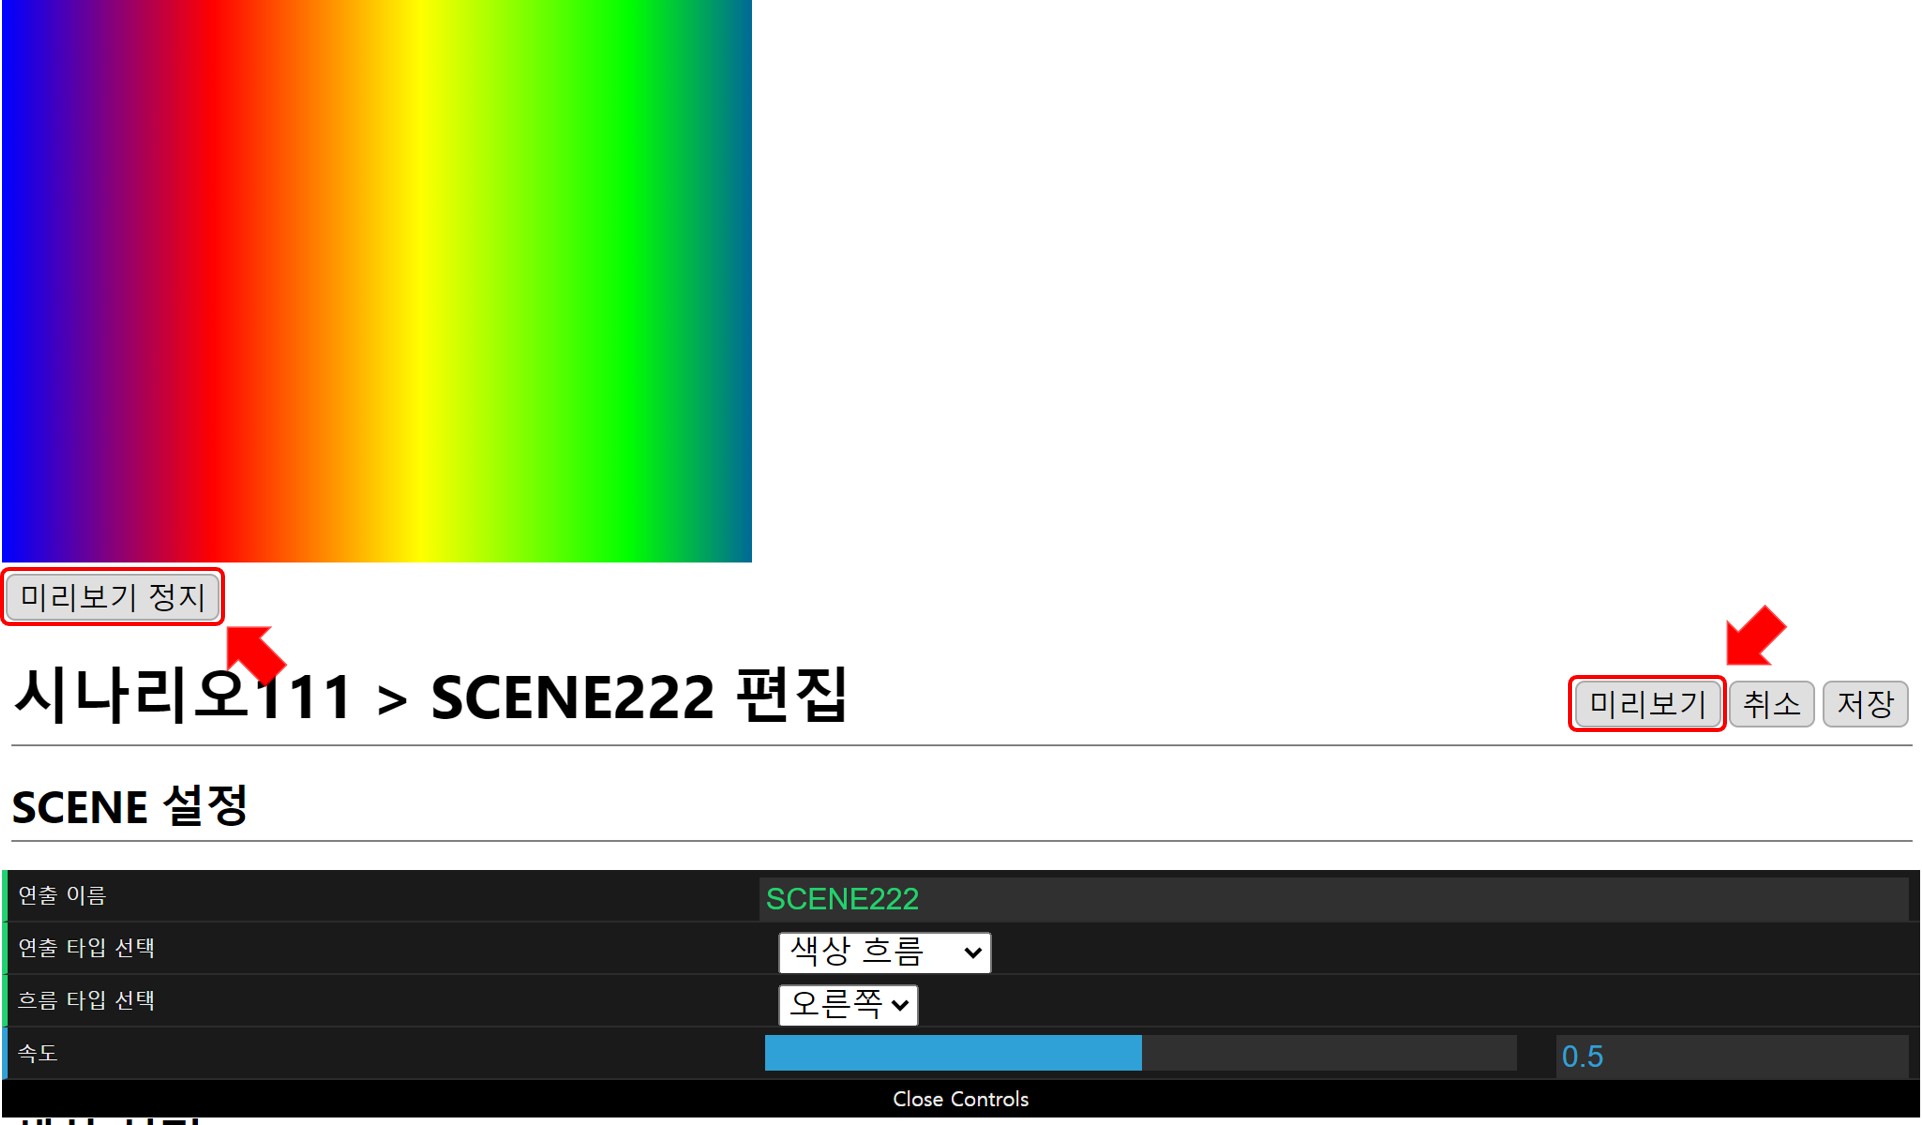 미리보기 정지
시나리오111 > SCENE222 편집
미리보기 취소 저장
SCENE 설정
연출 이름 SCENE222
연출 타입 선택 색상 흐름
흐름 타입 선택 오른쪽
속도 0.5
Close Controls